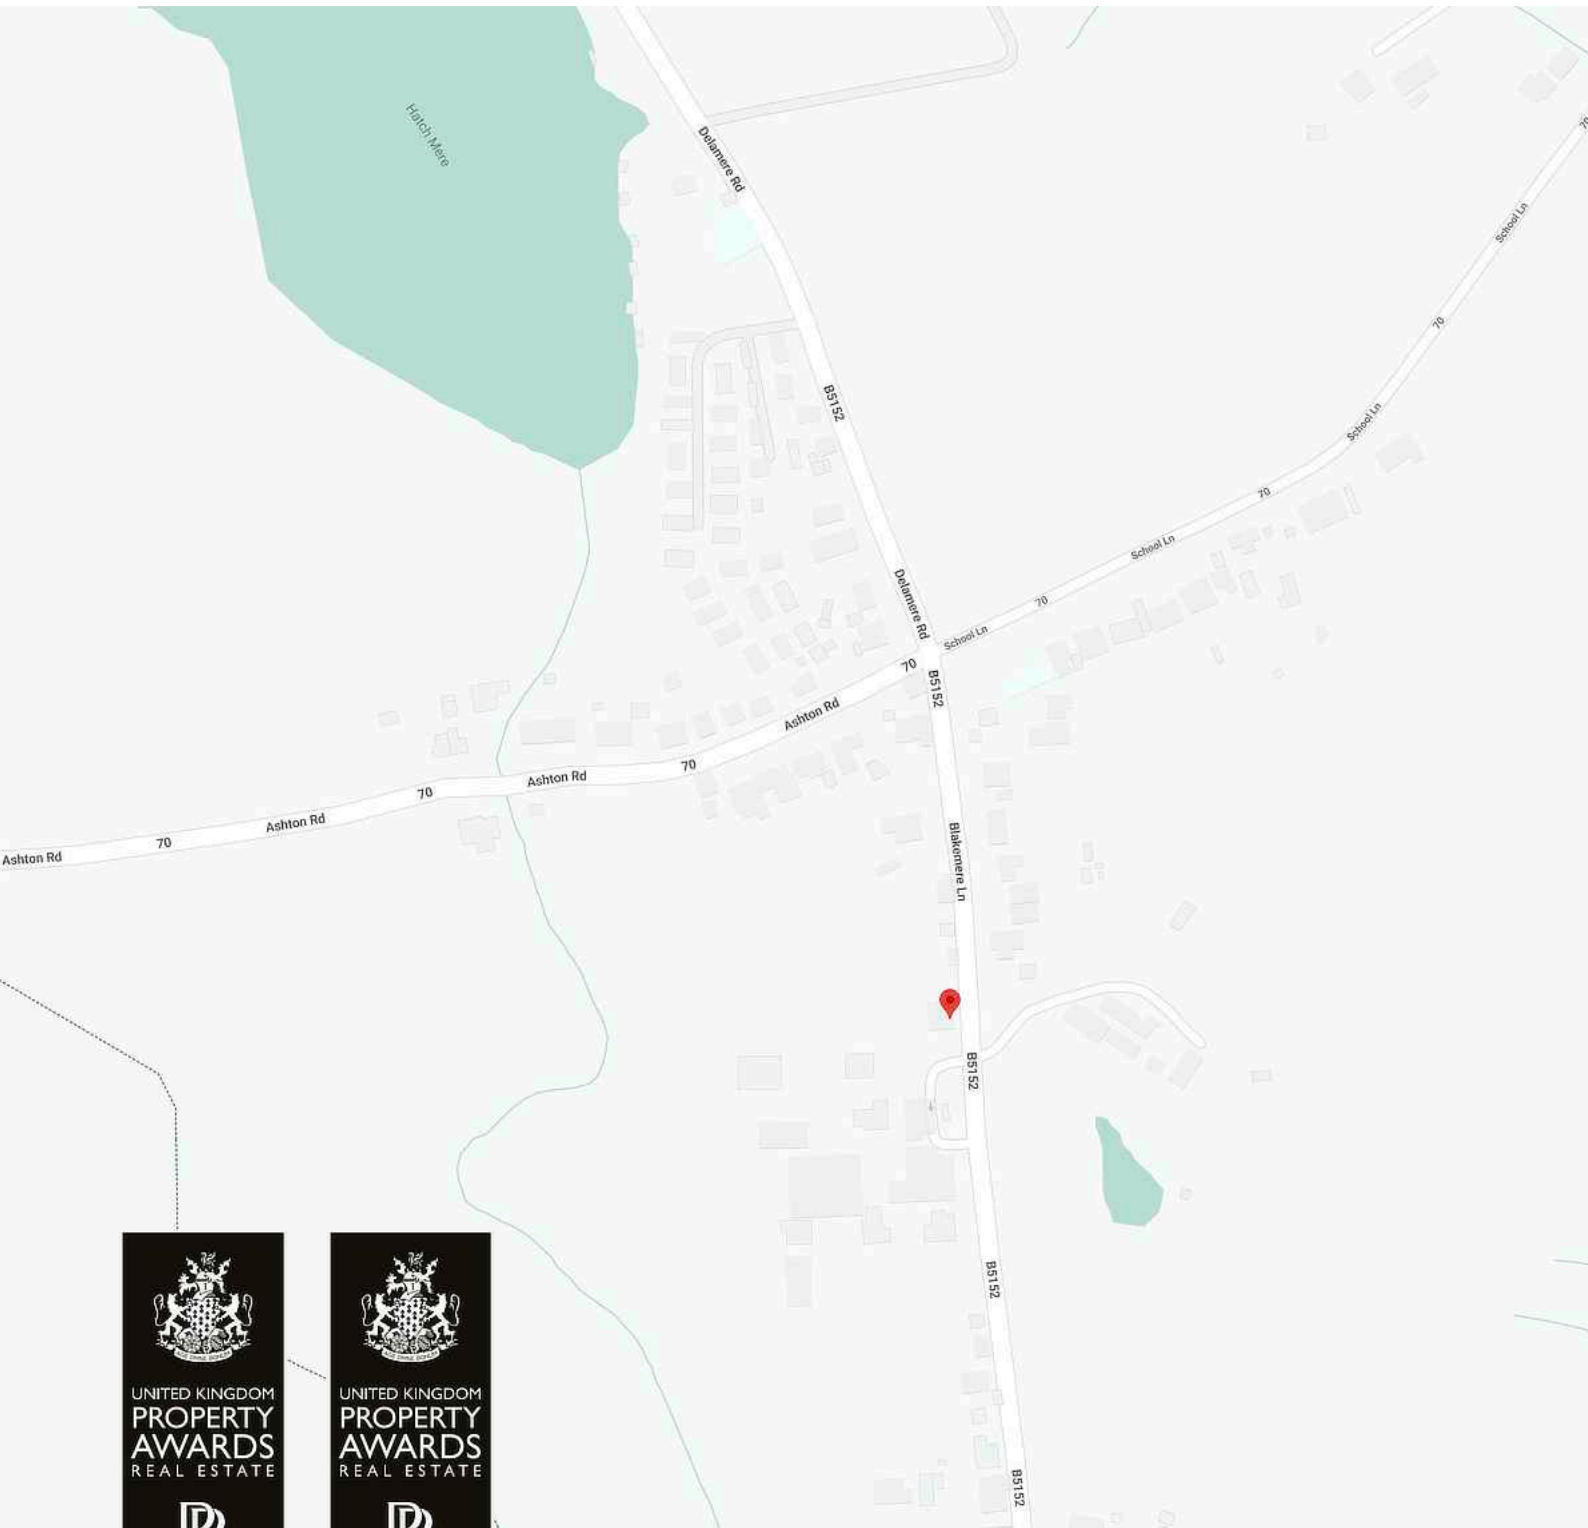 Hatch Mere
Delamere Rd
70
School Ln
70
B5152
School Ln
70
School Ln
Delamere Rd
70
School Ln
70
B5152
Ashton Rd
70
Ashton Rd
70
Ashton Rd
70
Ashton Rd
Blakemere Ln
B5152
B5152
B5152
UNITED KINGDOM
PROPERTY
AWARDS
REAL ESTATE
UNITED KINGDOM
PROPERTY
AWARDS
REAL ESTATE